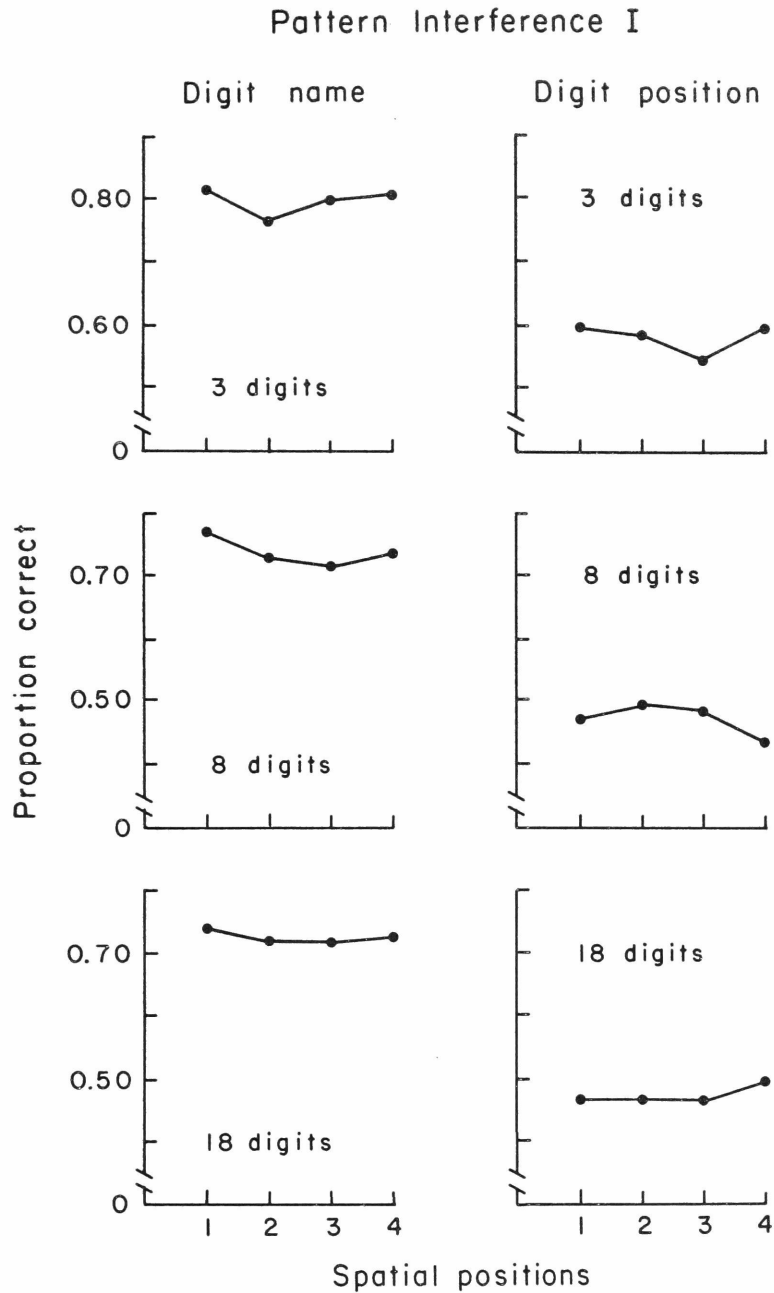 Pattern Interference I
Digit name
Digit position
0.80
0.60
0
3 digits
3 digits
Proportion correct
0.70
0.50
0
8 digits
8 digits
0.70
0.50
0
18 digits
18 digits
1 2 3 4
1 2 3 4
Spatial positions